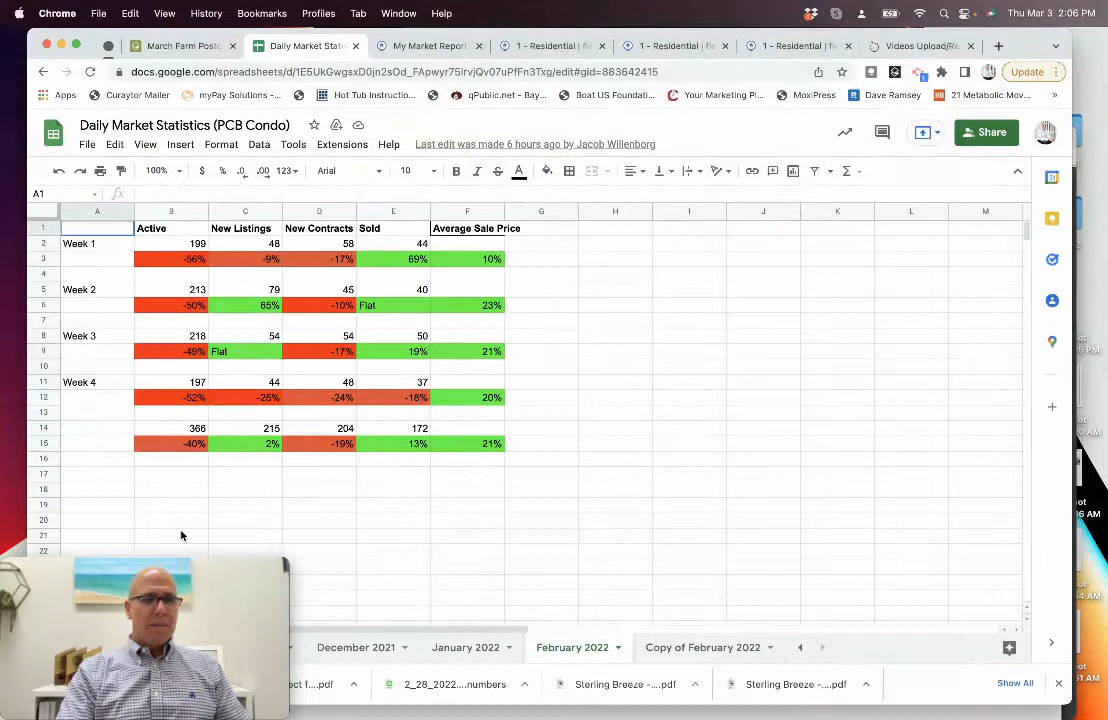 Chrome File Edit View History Bookmarks Profiles Tab Window Help Thu Mar 3 2:06 PM
March Farm Postc Daily Market State My Market Report 1 - Residential | fl 1 - Residential | fl 1 - Residential | fl Videos Upload/Re
docs.google.com/spreadsheets/d/1E5UkGwgsxD0jn2sOd_FApwyr75lrvjQv07uPfFn3Txg/edit#gid=883642415 Update
Apps Curaytor Mailer myPay Solutions -... Hot Tub Instructio... qPublic.net - Bay... Boat US Foundati... Your Marketing Pl... MoxiPress Dave Ramsey 21 Metabolic Mov... »
Daily Market Statistics (PCB Condo)
Share
File Edit View Insert Format Data Tools Extensions Help Last edit was made 6 hours ago by Jacob Willenborg
100% $ % .0 .00 123 Arial 10 B I S A
A1 fx
A B C D E F G H I J K L M
1 Active New Listings New Contracts Sold Average Sale Price
2 Week 1 199 48 58 44
3 -56% -9% -17% 69% 10%
4
5 Week 2 213 79 45 40
6 -50% 65% -10% Flat 23%
7
8 Week 3 218 54 54 50
9 -49% Flat -17% 19% 21%
10
11 Week 4 197 44 48 37
12 -52% -25% -24% -18% 20%
13
14 366 215 204 172
15 -40% 2% -19% 13% 21%
16
17
18
19
20
21
22
December 2021 January 2022 February 2022 Copy of February 2022
ect f....pdf 2_28_2022....numbers Sterling Breeze -....pdf Sterling Breeze -....pdf Show All